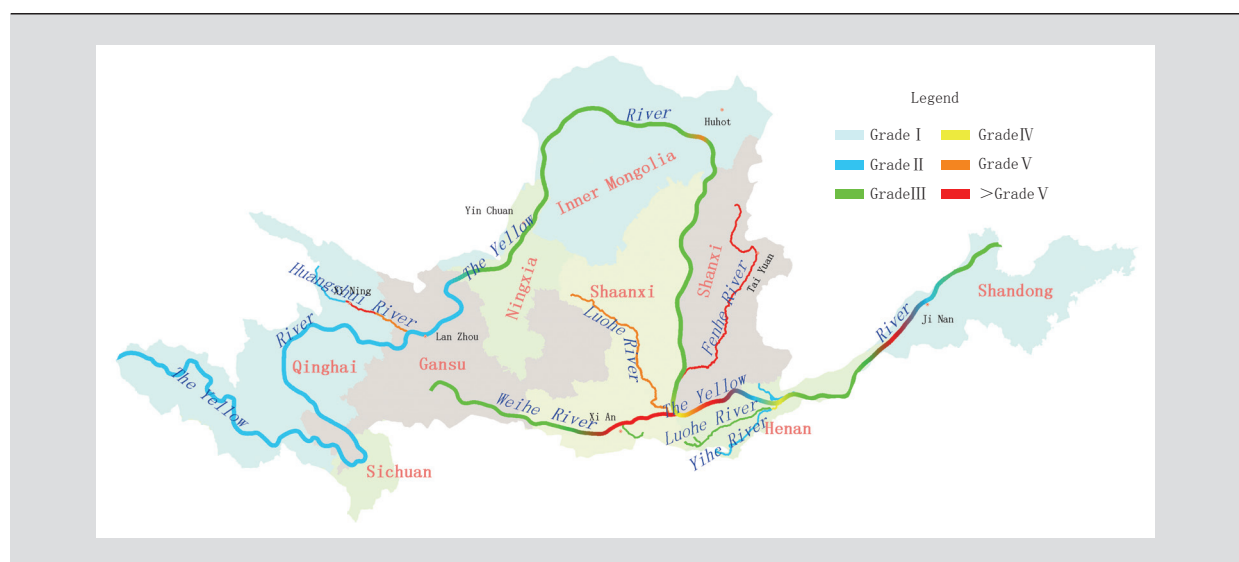 Legend
Grade Ⅰ
GradeⅣ
Grade Ⅱ
Grade Ⅴ
GradeⅢ
＞Grade Ⅴ
River
Huhot
Inner Mongolia
Yin Chuan
The Yellow
Ningxia
Huangshui River
Xi Ning
Lan Zhou
River
Qinghai
Gansu
The Yellow
Sichuan
Shaanxi
Luohe River
Shanxi
Fenhe River
Tai Yuan
Weihe River
Xi An
The Yellow
Luohe River
Yihe River
Henan
River
Ji Nan
Shandong